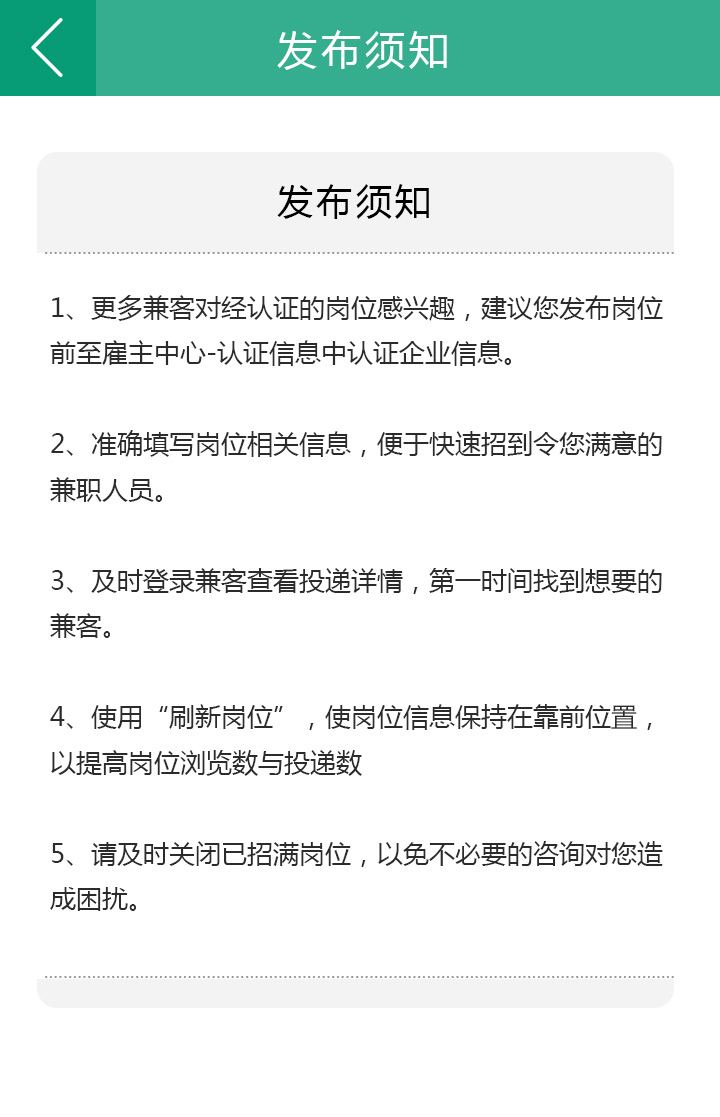 发布须知
发布须知
1、更多兼客对经认证的岗位感兴趣，建议您发布岗位
前至雇主中心-认证信息中认证企业信息。
2、准确填写岗位相关信息，便于快速招到令您满意的
兼职人员。
3、及时登录兼客查看投递详情，第一时间找到想要的
兼客。
4、使用“刷新岗位”，使岗位信息保持在靠前位置，
以提高岗位浏览数与投递数
5、请及时关闭已招满岗位，以免不必要的咨询对您造
成困扰。